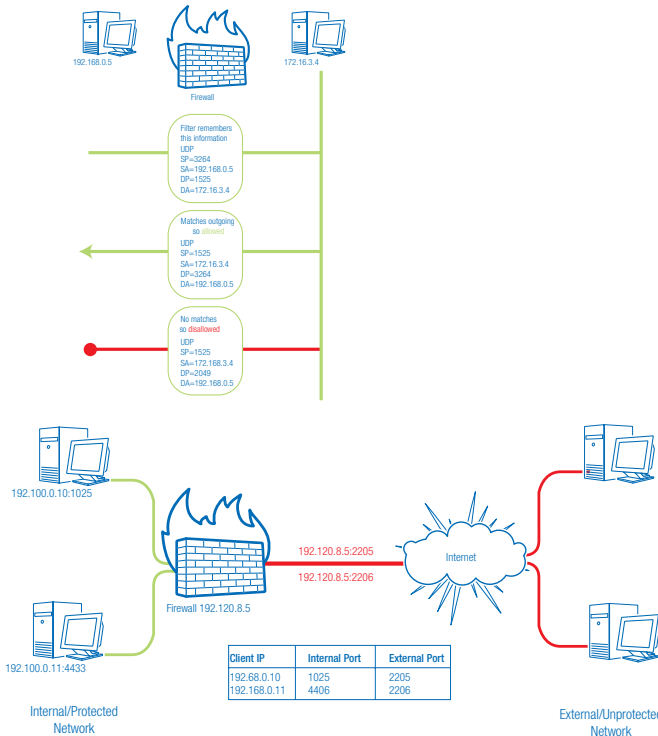 192.168.0.5
172.16.3.4
Firewall
Filter remembers
this information
UDP
SP=3264
SA=192.168.0.5
DP=1525
DA=172.16.3.4
Matches outgoing
so allowed
UDP
SP=1525
SA=172.16.3.4
DP=3264
DA=192.168.0.5
No matches
so disallowed
UDP
SP=1525
SA=172.168.3.4
DP=2049
DA=192.168.0.5
192.100.0.10:1025
192.120.8.5:2205
192.120.8.5:2206
Internet
Firewall 192.120.8.5
192.100.0.11:4433
Client IP Internal Port External Port
192.68.0.10 1025 2205
192.168.0.11 4406 2206
Internal/Protected
Network
External/Unprotected
Network